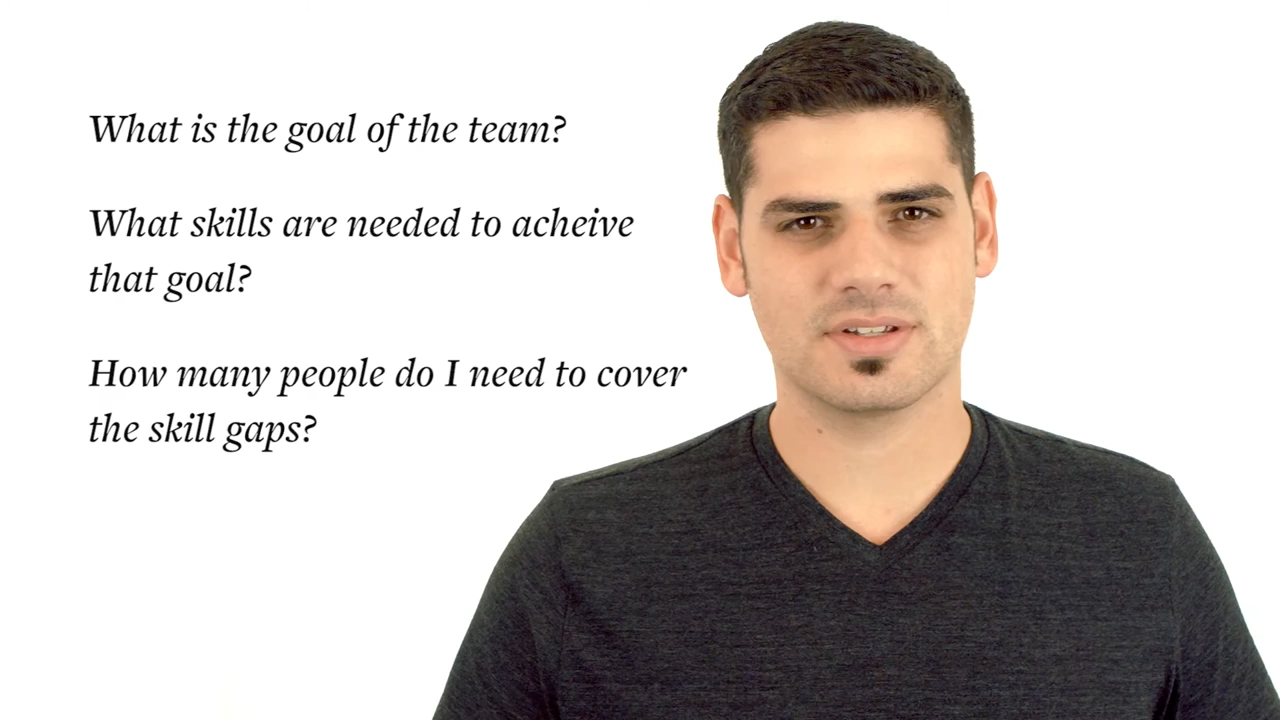 What is the goal of the team?
What skills are needed to acheive
that goal?
How many people do I need to cover
the skill gaps?